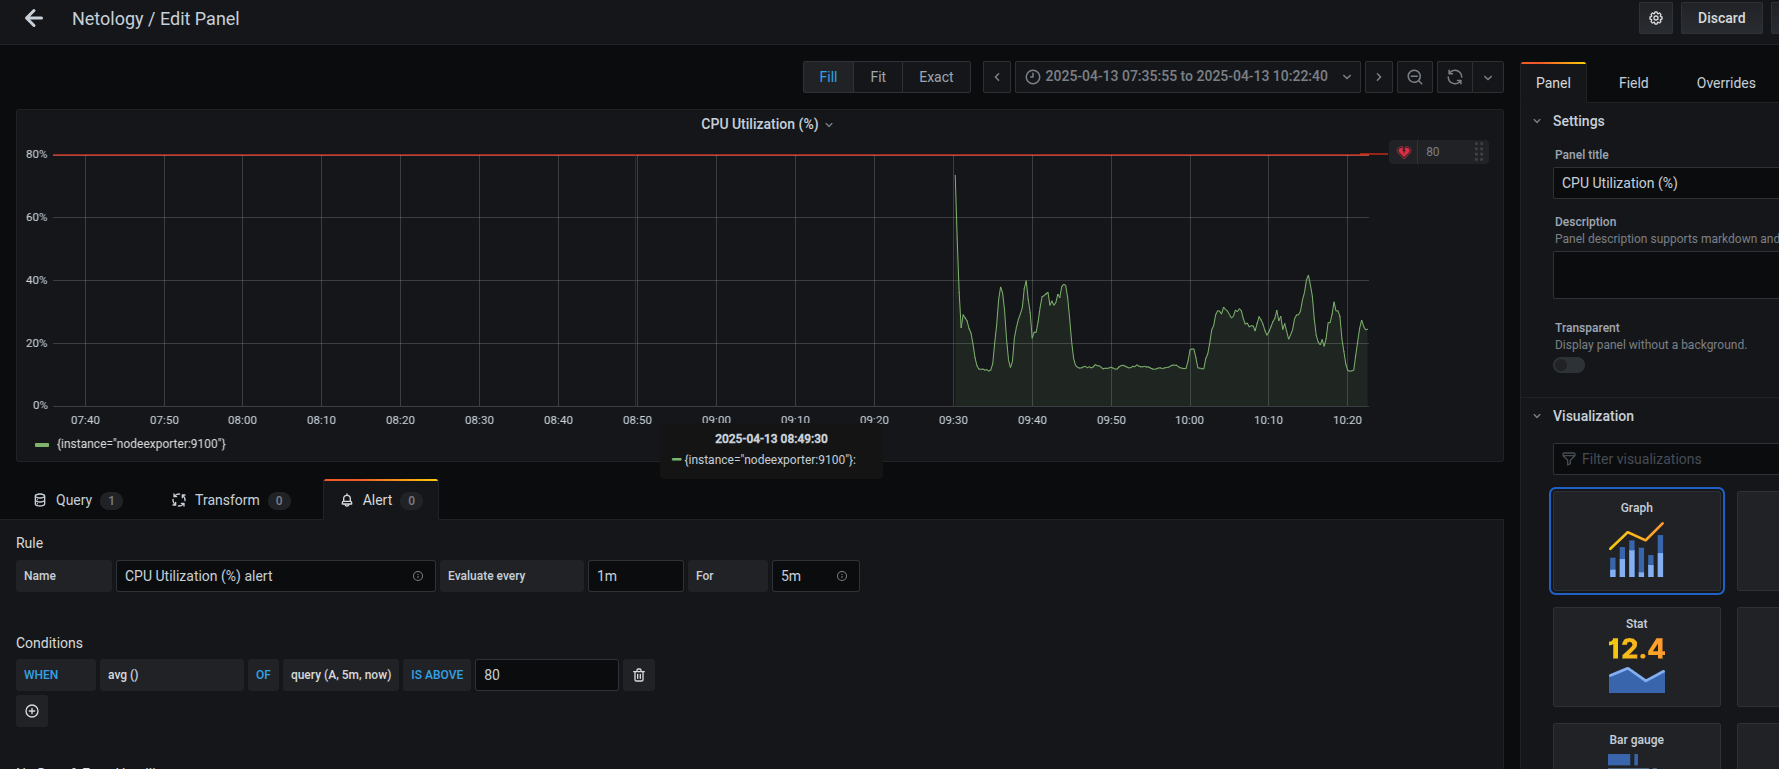 Netology / Edit Panel
Discard
Fill Fit Exact
2025-04-13 07:35:55 to 2025-04-13 10:22:40
Panel Field Overrides
CPU Utilization (%)
80%
60%
40%
20%
0%
80
07:40 07:50 08:00 08:10 08:20 08:30 08:40 08:50 09:00 09:10 09:20 09:30 09:40 09:50 10:00 10:10 10:20
{instance="nodeexporter:9100"}
2025-04-13 08:49:30
{instance="nodeexporter:9100"}:
Query 1 Transform 0 Alert 0
Rule
Name CPU Utilization (%) alert Evaluate every 1m For 5m
Conditions
WHEN avg () OF query (A, 5m, now) IS ABOVE 80
Settings
Panel title
CPU Utilization (%)
Description
Panel description supports markdown and
Transparent
Display panel without a background.
Visualization
Filter visualizations
Graph
Stat
12.4
Bar gauge